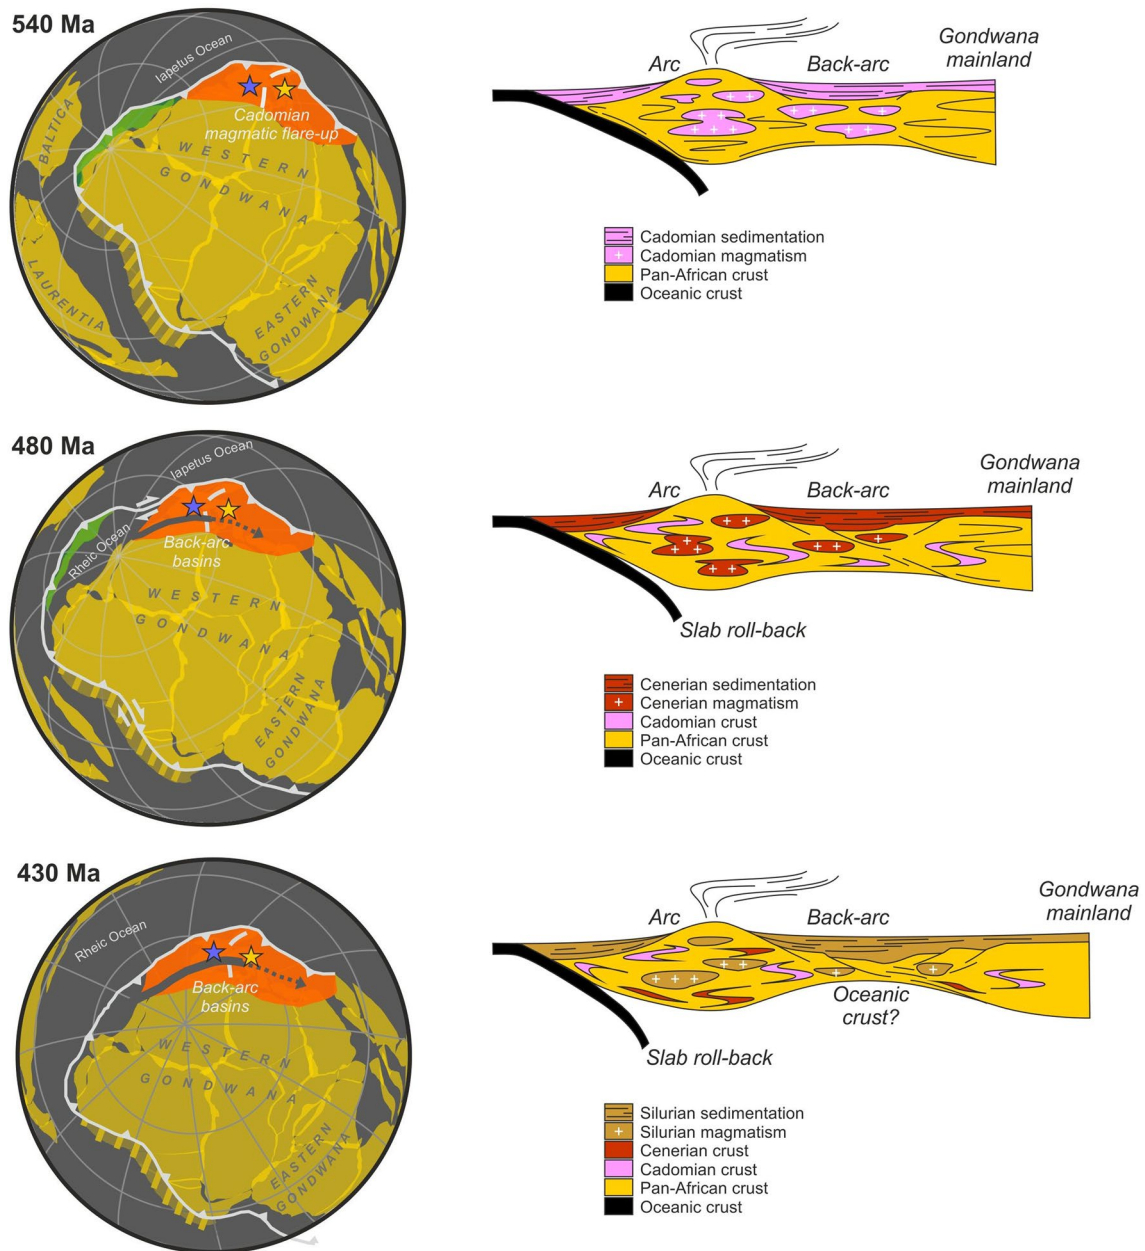 540 Ma
Iapetus Ocean
BALTICA
LAURENTIA
Cadomian
magmatic flare-up
WESTERN
GONDWANA
EASTERN
GONDWANA
Arc
Back-arc
Gondwana
mainland
Cadomian sedimentation
Cadomian magmatism
Pan-African crust
Oceanic crust
480 Ma
Iapetus Ocean
Rheic Ocean
Back-arc
basins
WESTERN
GONDWANA
EASTERN
GONDWANA
Arc
Back-arc
Gondwana
mainland
Slab roll-back
Cenerian sedimentation
Cenerian magmatism
Cadomian crust
Pan-African crust
Oceanic crust
430 Ma
Rheic Ocean
Back-arc
basins
WESTERN
GONDWANA
EASTERN
GONDWANA
Arc
Back-arc
Gondwana
mainland
Oceanic
crust?
Slab roll-back
Silurian sedimentation
Silurian magmatism
Cenerian crust
Cadomian crust
Pan-African crust
Oceanic crust